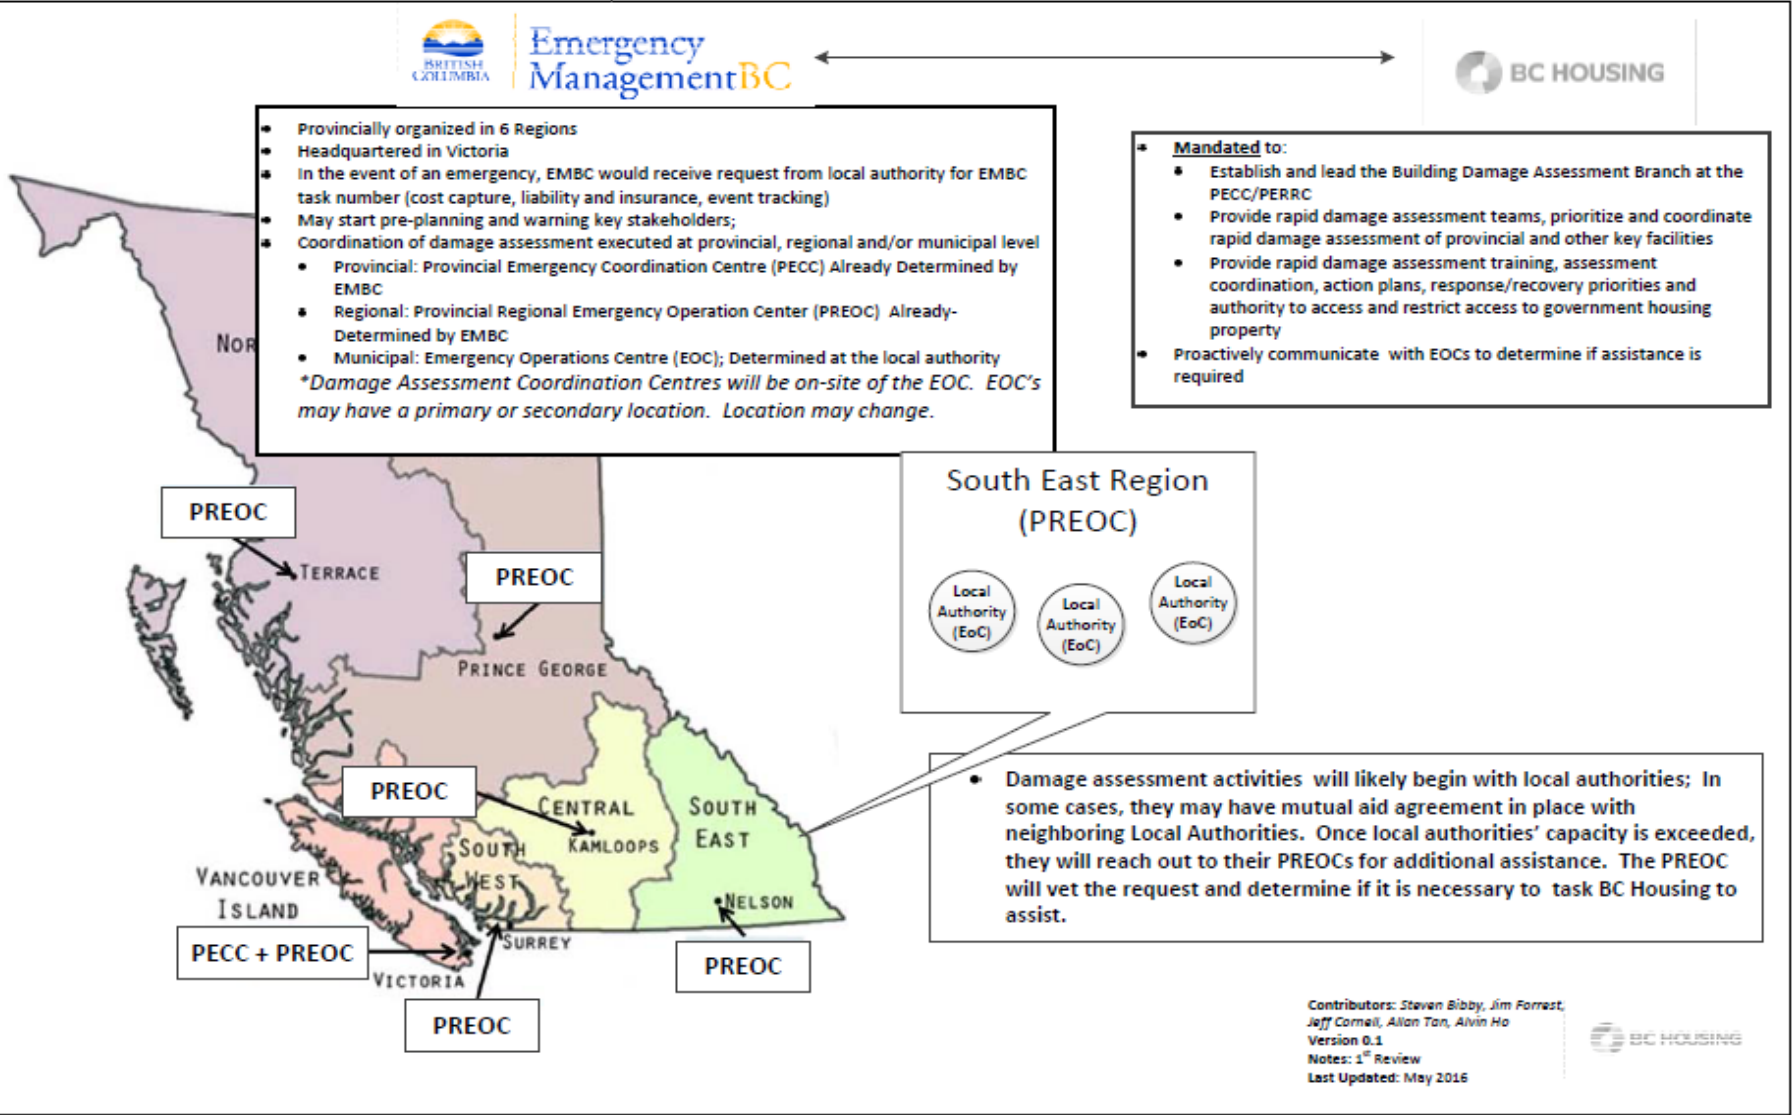 BRITISH
COLUMBIA
Emergency
ManagementBC
BC HOUSING
• Provincially organized in 6 Regions
• Headquartered in Victoria
• In the event of an emergency, EMBC would receive request from local authority for EMBC
task number (cost capture, liability and insurance, event tracking)
• May start pre-planning and warning key stakeholders;
• Coordination of damage assessment executed at provincial, regional and/or municipal level
• Provincial: Provincial Emergency Coordination Centre (PECC) Already Determined by
EMBC
• Regional: Provincial Regional Emergency Operation Center (PREOC) Already-
Determined by EMBC
• Municipal: Emergency Operations Centre (EOC); Determined at the local authority
*Damage Assessment Coordination Centres will be on-site of the EOC. EOC's
may have a primary or secondary location. Location may change.
• Mandated to:
• Establish and lead the Building Damage Assessment Branch at the
PECC/PERRC
• Provide rapid damage assessment teams, prioritize and coordinate
rapid damage assessment of provincial and other key facilities
• Provide rapid damage assessment training, assessment
coordination, action plans, response/recovery priorities and
authority to access and restrict access to government housing
property
• Proactively communicate with EOCs to determine if assistance is
required
NOR
PREOC
TERRACE
PREOC
PRINCE GEORGE
South East Region
(PREOC)
Local
Authority
(EoC)
Local
Authority
(EoC)
Local
Authority
(EoC)
PREOC
CENTRAL
KAMLOOPS
SOUTH
EAST
SOUTH
WEST
VANCOUVER
ISLAND
NELSON
SURREY
PECC + PREOC
VICTORIA
PREOC
PREOC
• Damage assessment activities will likely begin with local authorities; In
some cases, they may have mutual aid agreement in place with
neighboring Local Authorities. Once local authorities' capacity is exceeded,
they will reach out to their PREOCs for additional assistance. The PREOC
will vet the request and determine if it is necessary to task BC Housing to
assist.
Contributors: Steven Bibby, Jim Forrest,
Jeff Cornell, Allan Tan, Alvin Ho
Version 0.1
Notes: 1st Review
Last Updated: May 2016
BC HOUSING